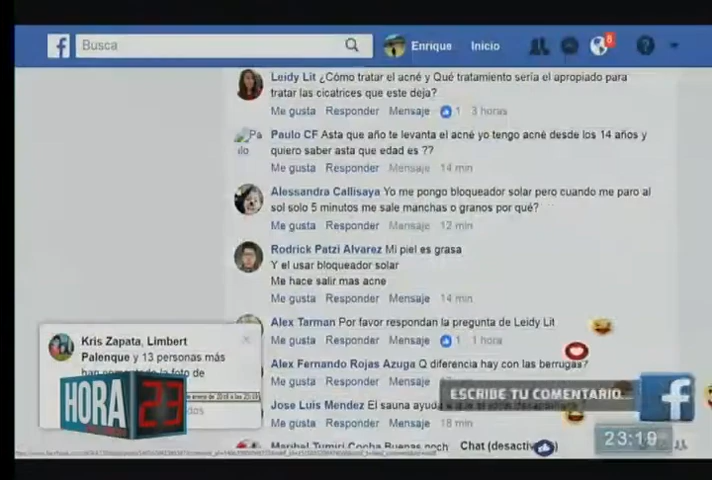 f Busca Enrique Inicio 8 ?
Leidy Lit ¿Cómo tratar el acné y Qué tratamiento sería el apropiado para
tratar las cicatrices que este deja?
Me gusta Responder Mensaje 1 3 horas
Paulo CF Asta que año te levanta el acné yo tengo acné desde los 14 años y
quiero saber asta que edad es ??
Me gusta Responder Mensaje 14 min
Alessandra Callisaya Yo me pongo bloqueador solar pero cuando me paro al
sol solo 5 minutos me sale manchas o granos por qué?
Me gusta Responder Mensaje 12 min
Rodrick Patzi Alvarez Mi piel es grasa
Y el usar bloqueador solar
Me hace salir mas acne
Me gusta Responder Mensaje 14 min
Alex Tarman Por favor respondan la pregunta de Leidy Lit
Me gusta Responder Mensaje 1 1 hora
Alex Fernando Rojas Azuga Q diferencia hay con las berrugas?
Me gusta Responder Mensaje
Jose Luis Mendez El sauna ayuda
Me gusta Responder Mensaje 18 min
Maribel Tumiri Cocha Buenas noch
Chat
Kris Zapata, Limbert
Palenque y 13 personas más
han foto de
HORA 23
ESCRIBE TU COMENTARIO
f
23:19